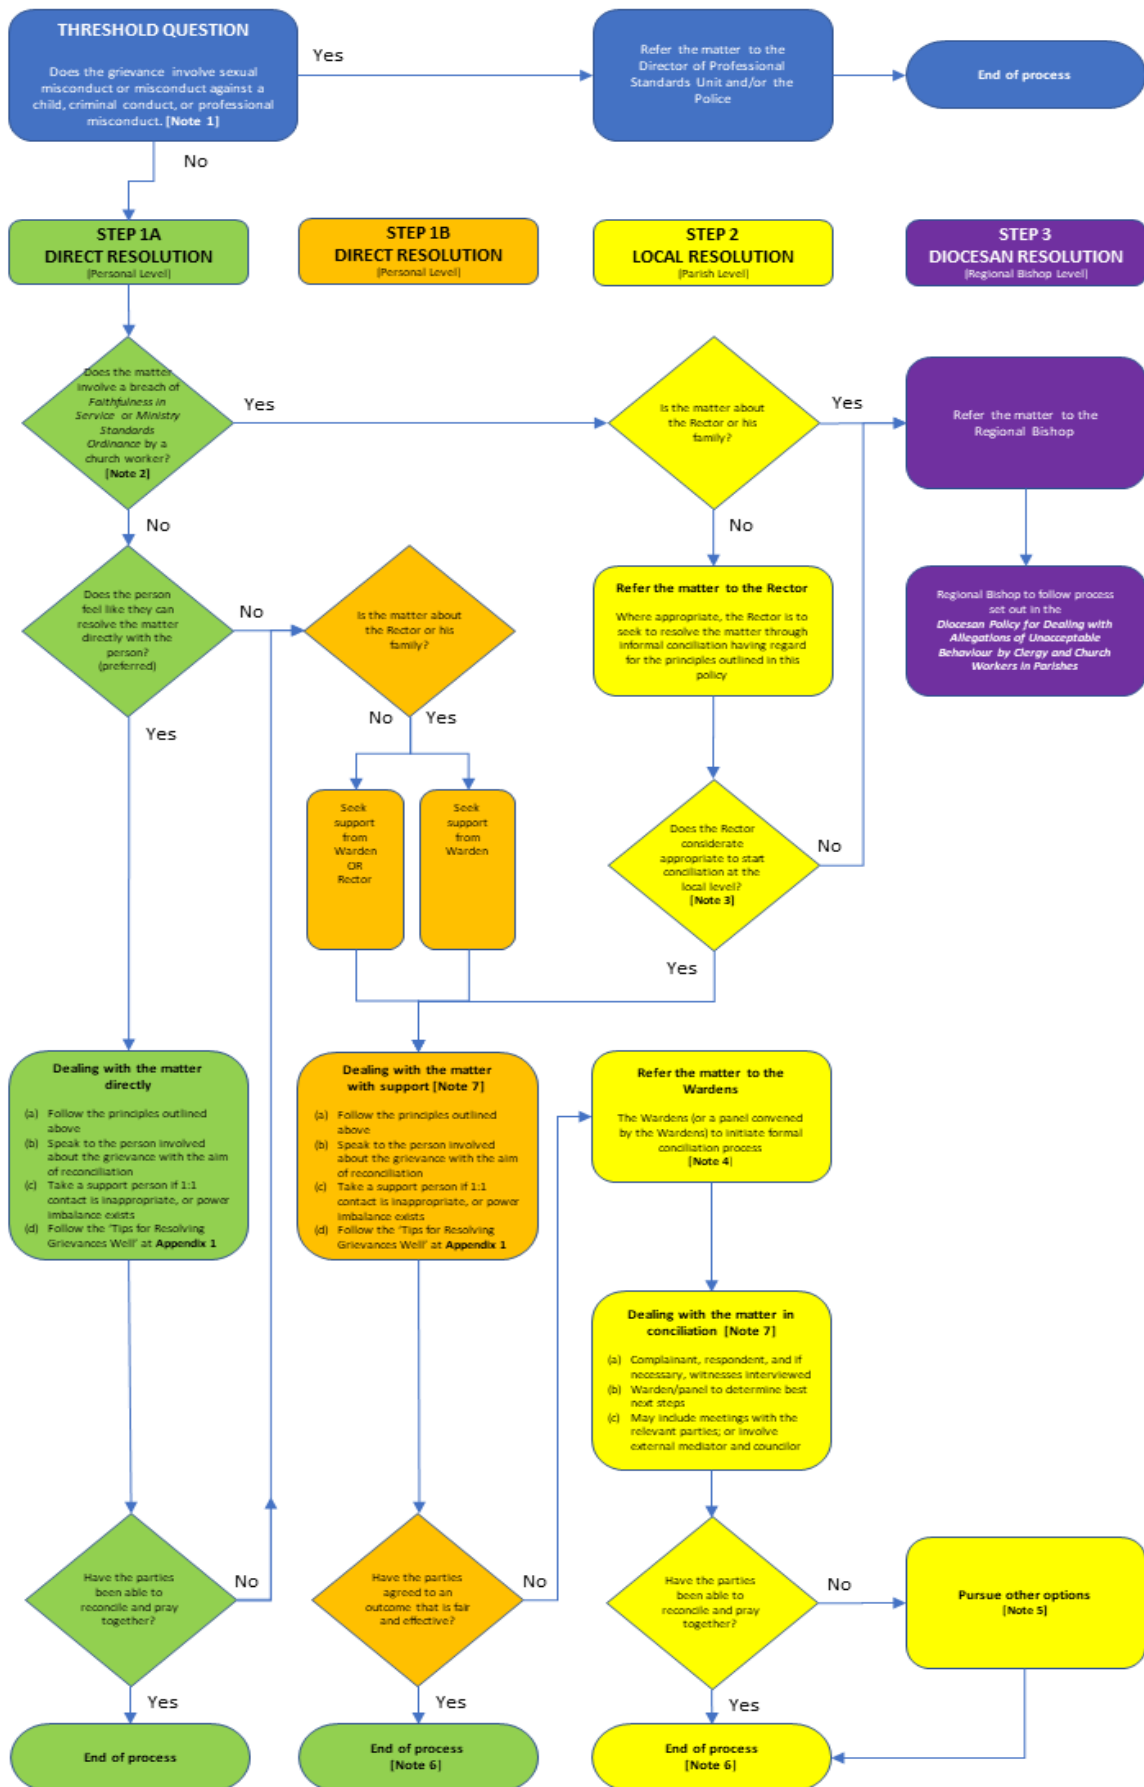 THRESHOLD QUESTION
Does the grievance involve sexual
misconduct or misconduct against a
child, criminal conduct, or professional
misconduct. [Note 1]
Yes
Refer the matter to the
Director of Professional
Standards Unit and/or the
Police
End of process
No
STEP 1A
DIRECT RESOLUTION
(Personal Level)
STEP 1B
DIRECT RESOLUTION
(Personal Level)
STEP 2
LOCAL RESOLUTION
(Parish Level)
STEP 3
DIOCESAN RESOLUTION
(Regional Bishop Level)
Does the matter
involve a breach of
Faithfulness in
Service or Ministry
Standards
Ordinance by a
church worker?
[Note 2]
Yes
Is the matter about
the Rector or his
family?
Yes
Refer the matter to the
Regional Bishop
No
No
Does the person
feel like they can
resolve the matter
directly with the
person?
(preferred)
No
Is the matter about
the Rector or his
family?
Refer the matter to the Rector
Where appropriate, the Rector is to
seek to resolve the matter through
informal conciliation having regard
for the principles outlined in this
policy
Regional Bishop to follow process
set out in the
Diocesan Policy for Dealing with
Allegations of Unacceptable
Behaviour by Clergy and Church
Workers in Parishes
Yes
No
Yes
Seek
support
from
Warden
OR
Rector
Seek
support
from
Warden
Does the Rector
considerate
appropriate to start
conciliation at the
local level?
[Note 3]
No
Yes
Dealing with the matter
directly
(a) Follow the principles outlined
above
(b) Speak to the person involved
about the grievance with the aim
of reconciliation
(c) Take a support person if 1:1
contact is inappropriate, or power
imbalance exists
(d) Follow the 'Tips for Resolving
Grievances Well' at Appendix 1
Dealing with the matter
with support [Note 7]
(a) Follow the principles outlined
above
(b) Speak to the person involved
about the grievance with the aim
of reconciliation
(c) Take a support person if 1:1
contact is inappropriate, or power
imbalance exists
(d) Follow the 'Tips for Resolving
Grievances Well' at Appendix 1
Refer the matter to the
Wardens
The Wardens (or a panel convened
by the Wardens) to initiate formal
conciliation process
[Note 4]
Dealing with the matter in
conciliation [Note 7]
(a) Complainant, respondent, and if
necessary, witnesses interviewed
(b) Warden/panel to determine best
next steps
(c) May include meetings with the
relevant parties; or involve
external mediator and councilor
Have the parties
been able to
reconcile and pray
together?
No
Have the parties
agreed to an
outcome that is fair
and effective?
No
Have the parties
been able to
reconcile and pray
together?
No
Pursue other options
[Note 5]
Yes
Yes
Yes
End of process
End of process
[Note 6]
End of process
[Note 6]